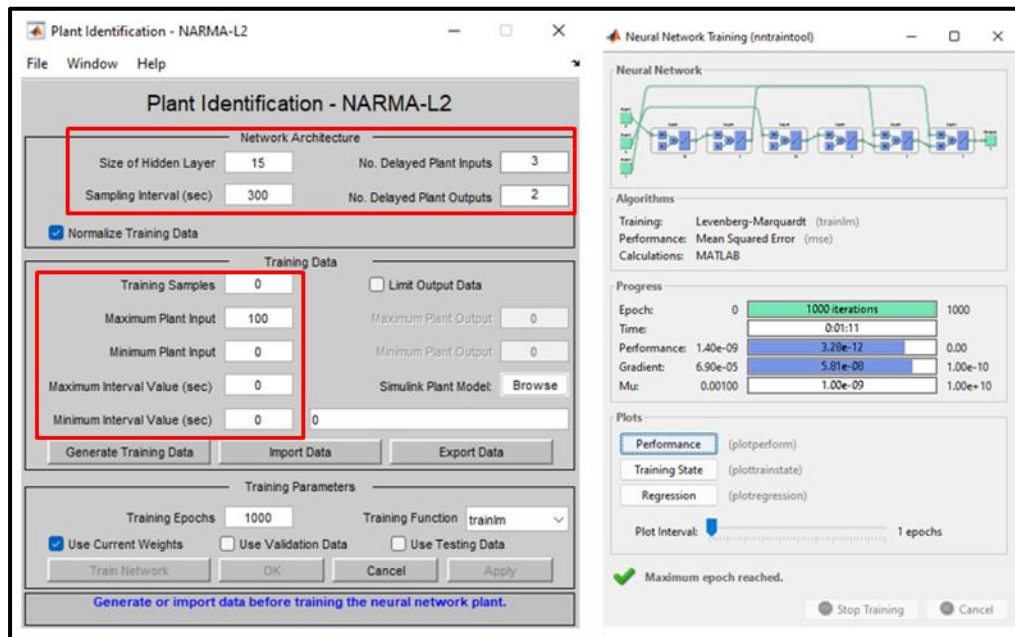 Plant Identification - NARMA-L2
File Window Help
Plant Identification - NARMA-L2
Network Architecture
Size of Hidden Layer 15 No. Delayed Plant Inputs 3
Sampling Interval (sec) 300 No. Delayed Plant Outputs 2
Normalize Training Data
Training Data
Training Samples 0 Limit Output Data
Maximum Plant Input 100 Maximum Plant Output 0
Minimum Plant Input 0 Minimum Plant Output 0
Maximum Interval Value (sec) 0 Simulink Plant Model: Browse
Minimum Interval Value (sec) 0 0
Generate Training Data Import Data Export Data
Training Parameters
Training Epochs 1000 Training Function trainlm
Use Current Weights Use Validation Data Use Testing Data
Train Network OK Cancel Apply
Generate or import data before training the neural network plant.
Neural Network Training (nntraintool)
Neural Network
Algorithms
Training: Levenberg-Marquardt (trainlm)
Performance: Mean Squared Error (mse)
Calculations: MATLAB
Progress
Epoch: 0 1000 iterations 1000
Time: 0:01:11
Performance: 1.40e-09 3.28e-12 0.00
Gradient: 6.90e-05 5.81e-08 1.00e-10
Mu: 0.00100 1.00e-09 1.00e+10
Plots
Performance (plotperform)
Training State (plottrainstate)
Regression (plotregression)
Plot Interval: 1 epochs
Maximum epoch reached.
Stop Training Cancel